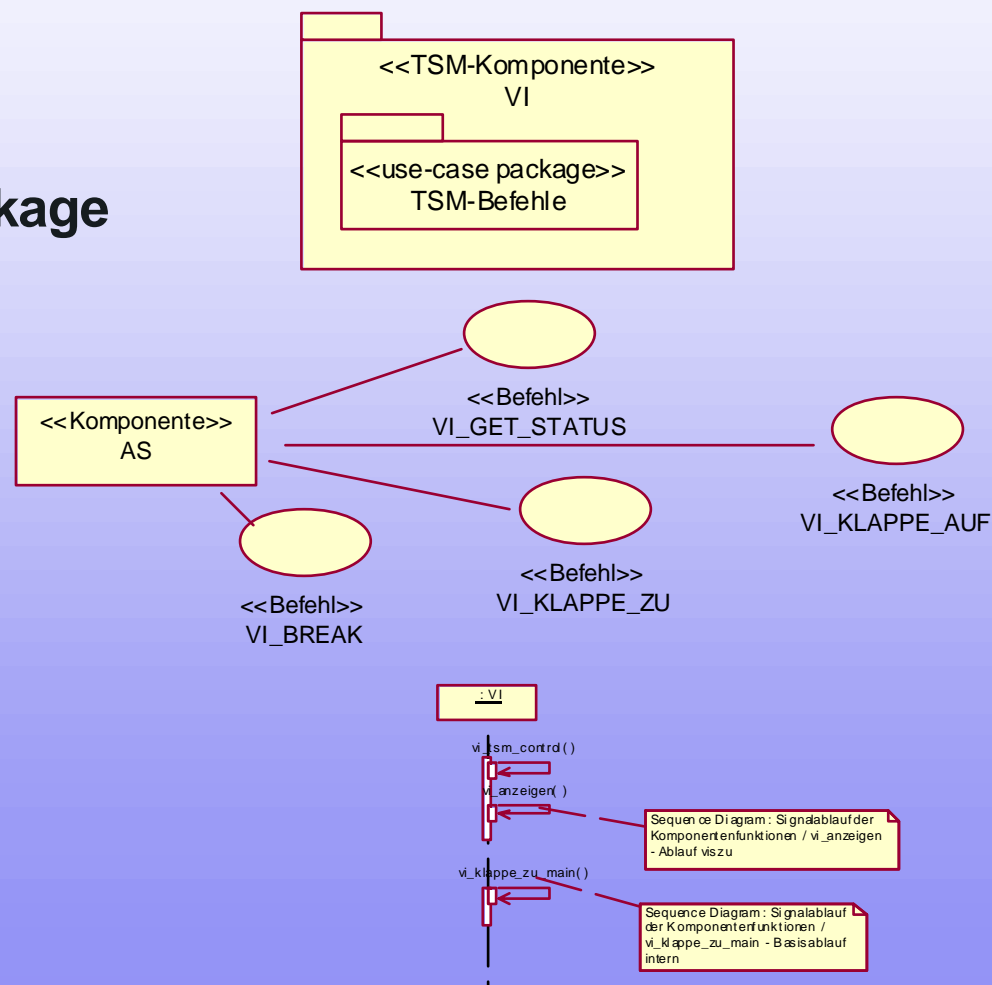 <<TSM-Komponente>>
VI
<<use-case package>>
TSM-Befehle
kage
<<Befehl>>
VI_GET_STATUS
<<Komponente>>
AS
<<Befehl>>
VI_KLAPPE_AUF
<<Befehl>>
VI_KLAPPE_ZU
<<Befehl>>
VI_BREAK
: VI
vi_tsm_control( )
vi_anzeigen( )
Sequence Diagram : Signalablauf der
Komponentenfunktionen / vi_anzeigen
- Ablauf viszu
vi_klappe_zu_main( )
Sequence Diagram : Signalablauf
der Komponentenfunktionen /
vi_klappe_zu_main - Basisablauf
intern